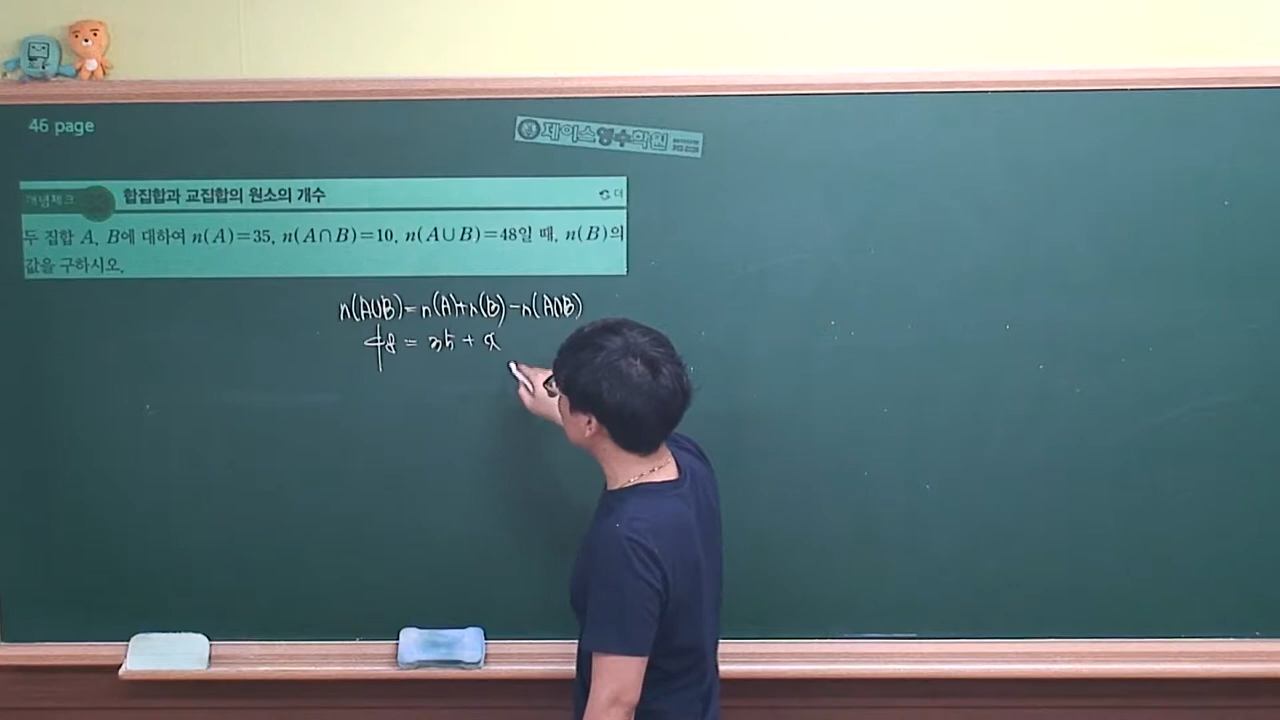 46 page
제이스영수학원
개념체크 합집합과 교집합의 원소의 개수 더
두 집합 A, B에 대하여 n(A)=35, n(A∩B)=10, n(A∪B)=48일 때, n(B)의
값을 구하시오.
n(A∪B)=n(A)+n(B)-n(A∩B)
48 = 35 + x